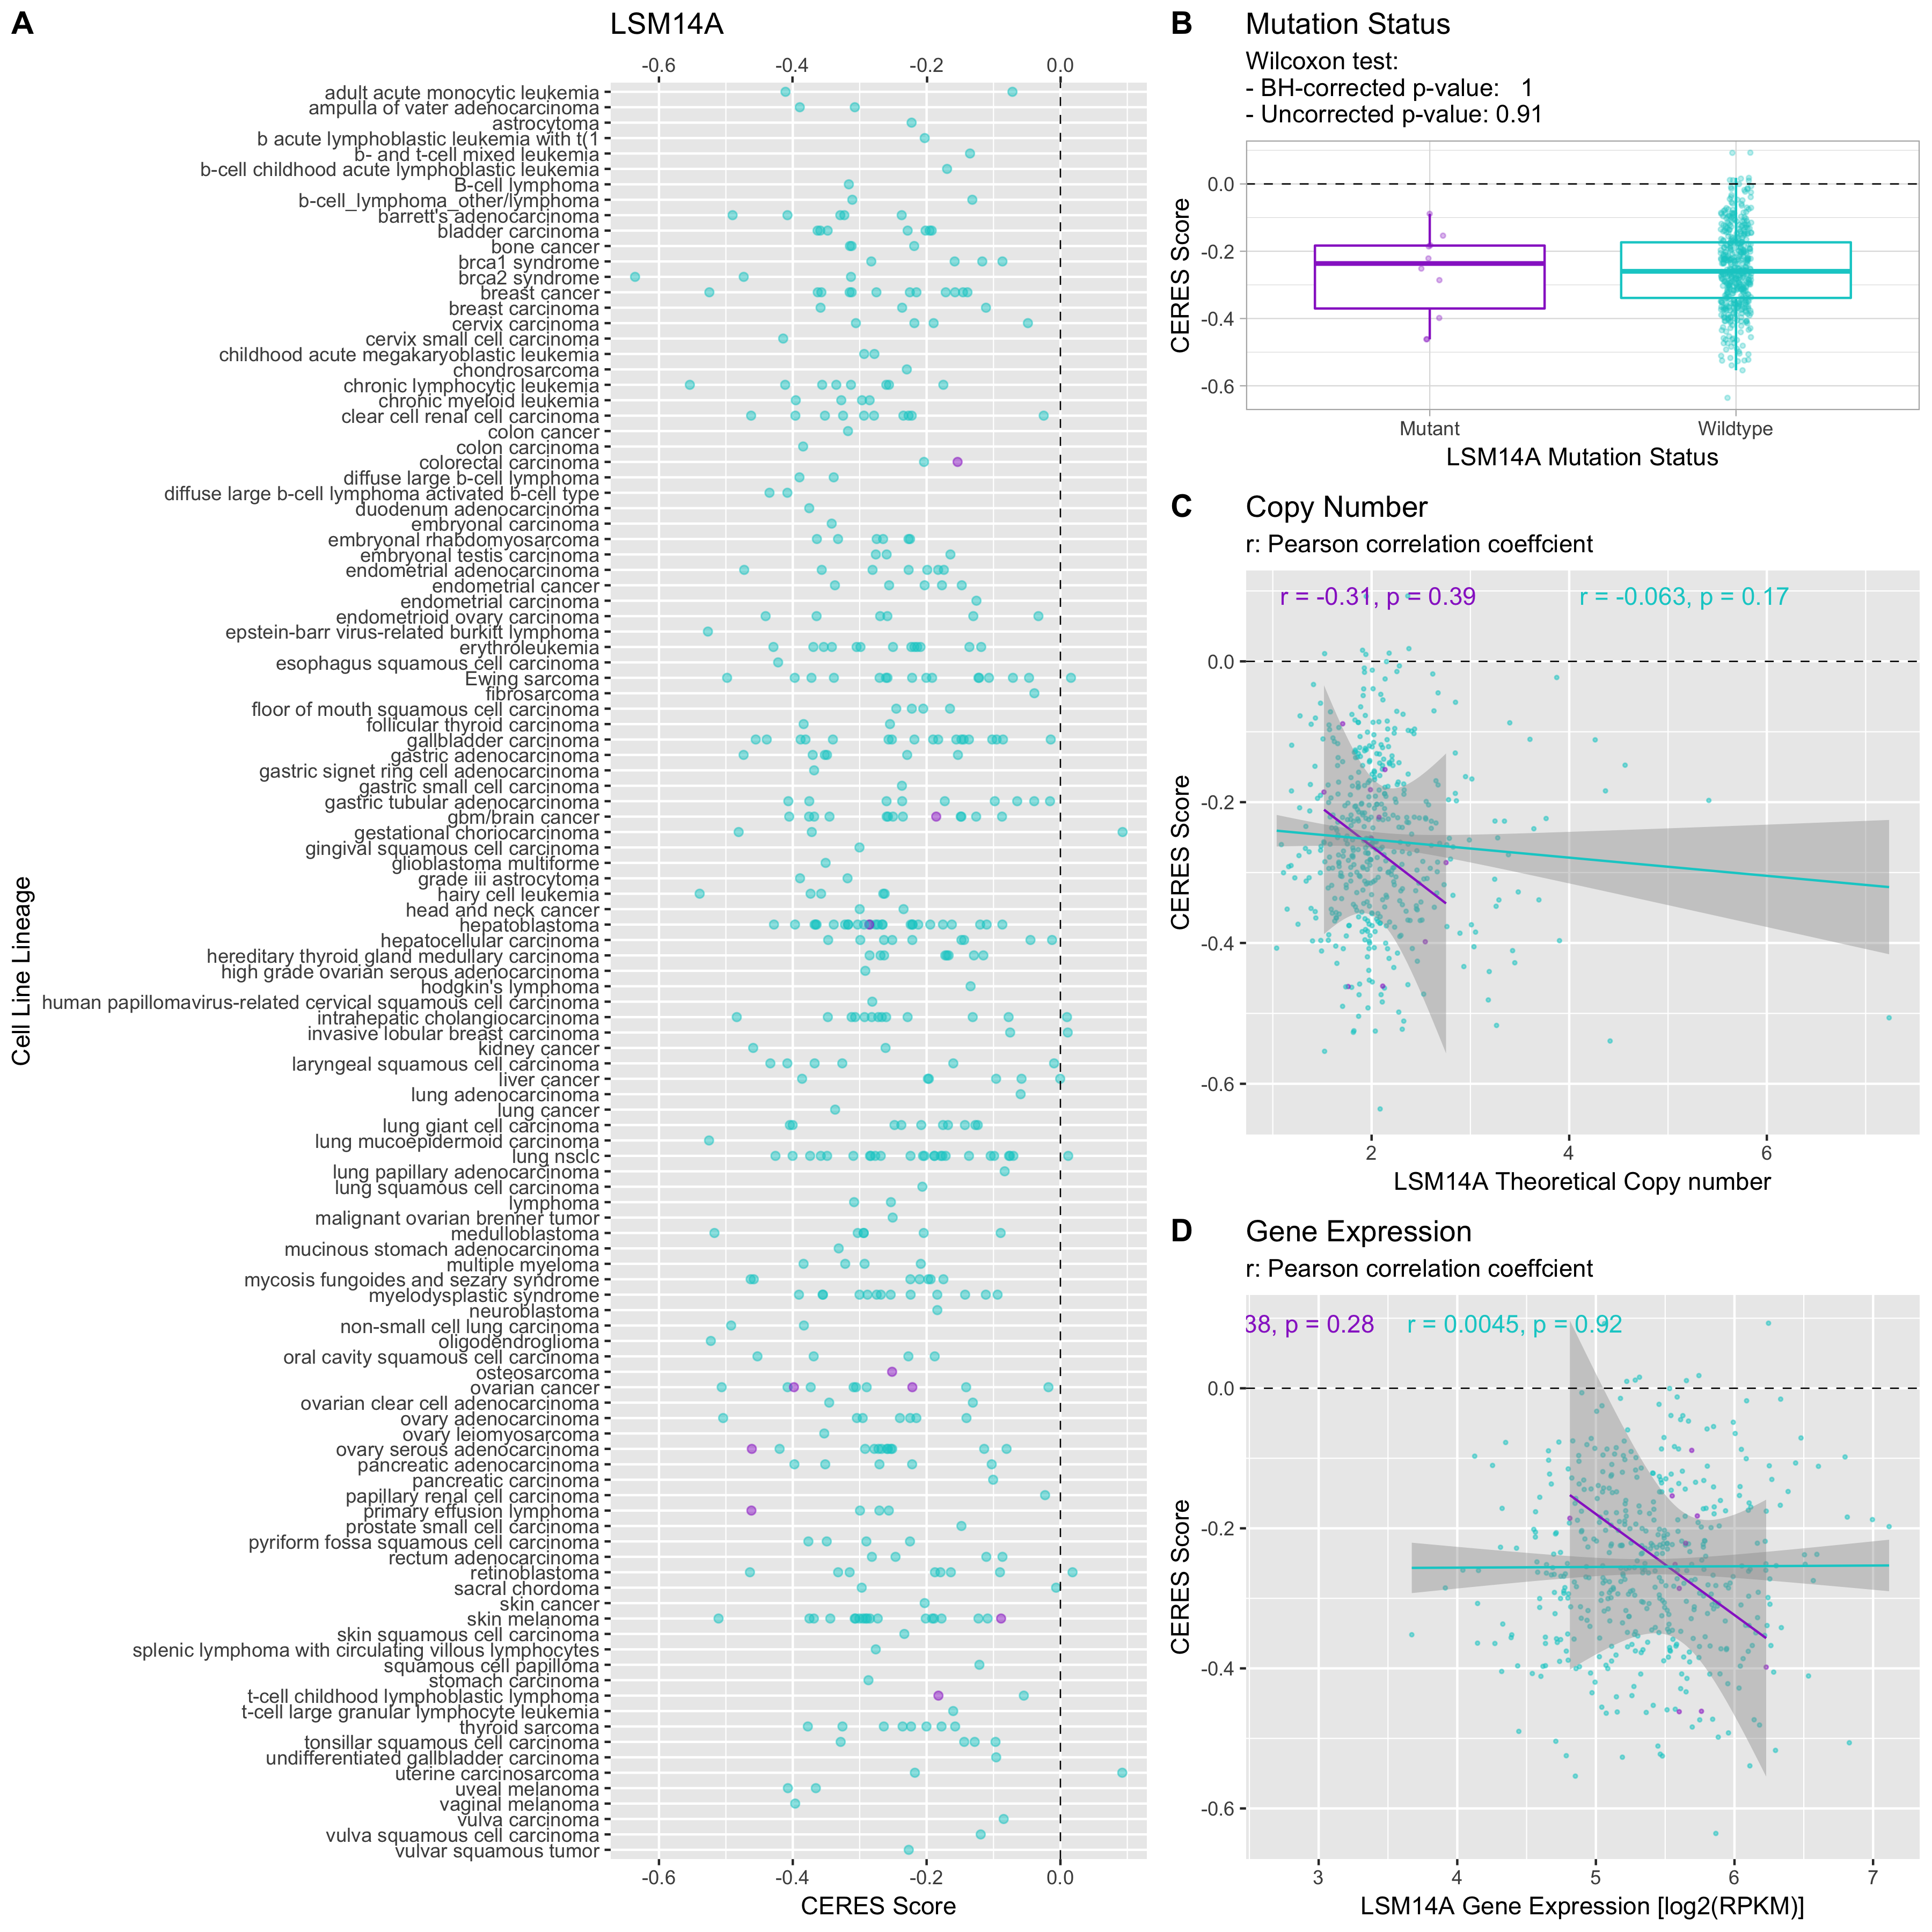 A
LSM14A
-0.6 -0.4 -0.2 0.0
Cell Line Lineage
adult acute monocytic leukemia
ampulla of vater adenocarcinoma
astrocytoma
b acute lymphoblastic leukemia with t(1
b- and t-cell mixed leukemia
b-cell childhood acute lymphoblastic leukemia
B-cell lymphoma
b-cell_lymphoma_other/lymphoma
barrett's adenocarcinoma
bladder carcinoma
bone cancer
brca1 syndrome
brca2 syndrome
breast cancer
breast carcinoma
cervix carcinoma
cervix small cell carcinoma
childhood acute megakaryoblastic leukemia
chondrosarcoma
chronic lymphocytic leukemia
chronic myeloid leukemia
clear cell renal cell carcinoma
colon cancer
colon carcinoma
colorectal carcinoma
diffuse large b-cell lymphoma
diffuse large b-cell lymphoma activated b-cell type
duodenum adenocarcinoma
embryonal carcinoma
embryonal rhabdomyosarcoma
embryonal testis carcinoma
endometrial adenocarcinoma
endometrial cancer
endometrial carcinoma
endometrioid ovary carcinoma
epstein-barr virus-related burkitt lymphoma
erythroleukemia
esophagus squamous cell carcinoma
Ewing sarcoma
fibrosarcoma
floor of mouth squamous cell carcinoma
follicular thyroid carcinoma
gallbladder carcinoma
gastric adenocarcinoma
gastric signet ring cell adenocarcinoma
gastric small cell carcinoma
gastric tubular adenocarcinoma
gbm/brain cancer
gestational choriocarcinoma
gingival squamous cell carcinoma
glioblastoma multiforme
grade iii astrocytoma
hairy cell leukemia
head and neck cancer
hepatoblastoma
hepatocellular carcinoma
hereditary thyroid gland medullary carcinoma
high grade ovarian serous adenocarcinoma
hodgkin's lymphoma
human papillomavirus-related cervical squamous cell carcinoma
intrahepatic cholangiocarcinoma
invasive lobular breast carcinoma
kidney cancer
laryngeal squamous cell carcinoma
liver cancer
lung adenocarcinoma
lung cancer
lung giant cell carcinoma
lung mucoepidermoid carcinoma
lung nsclc
lung papillary adenocarcinoma
lung squamous cell carcinoma
lymphoma
malignant ovarian brenner tumor
medulloblastoma
mucinous stomach adenocarcinoma
multiple myeloma
mycosis fungoides and sezary syndrome
myelodysplastic syndrome
neuroblastoma
non-small cell lung carcinoma
oligodendroglioma
oral cavity squamous cell carcinoma
osteosarcoma
ovarian cancer
ovarian clear cell adenocarcinoma
ovary adenocarcinoma
ovary leiomyosarcoma
ovary serous adenocarcinoma
pancreatic adenocarcinoma
pancreatic carcinoma
papillary renal cell carcinoma
primary effusion lymphoma
prostate small cell carcinoma
pyriform fossa squamous cell carcinoma
rectum adenocarcinoma
retinoblastoma
sacral chordoma
skin cancer
skin melanoma
skin squamous cell carcinoma
splenic lymphoma with circulating villous lymphocytes
squamous cell papilloma
stomach carcinoma
t-cell childhood lymphoblastic lymphoma
t-cell large granular lymphocyte leukemia
thyroid sarcoma
tonsillar squamous cell carcinoma
undifferentiated gallbladder carcinoma
uterine carcinosarcoma
uveal melanoma
vaginal melanoma
vulva carcinoma
vulva squamous cell carcinoma
vulvar squamous tumor
-0.6 -0.4 -0.2 0.0
CERES Score
B
Mutation Status
Wilcoxon test:
- BH-corrected p-value: 1
- Uncorrected p-value: 0.91
CERES Score
0.0
-0.2
-0.4
-0.6
Mutant Wildtype
LSM14A Mutation Status
C
Copy Number
r: Pearson correlation coeffcient
r = -0.31, p = 0.39 r = -0.063, p = 0.17
CERES Score
0.0
-0.2
-0.4
-0.6
2 4 6
LSM14A Theoretical Copy number
D
Gene Expression
r: Pearson correlation coeffcient
38, p = 0.28 r = 0.0045, p = 0.92
CERES Score
0.0
-0.2
-0.4
-0.6
3 4 5 6 7
LSM14A Gene Expression [log2(RPKM)]